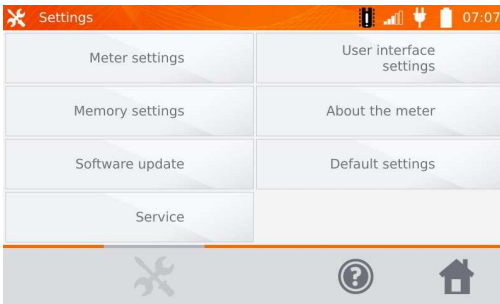 Settings
07:07
Meter settings
User interface
settings
Memory settings
About the meter
Software update
Default settings
Service
?